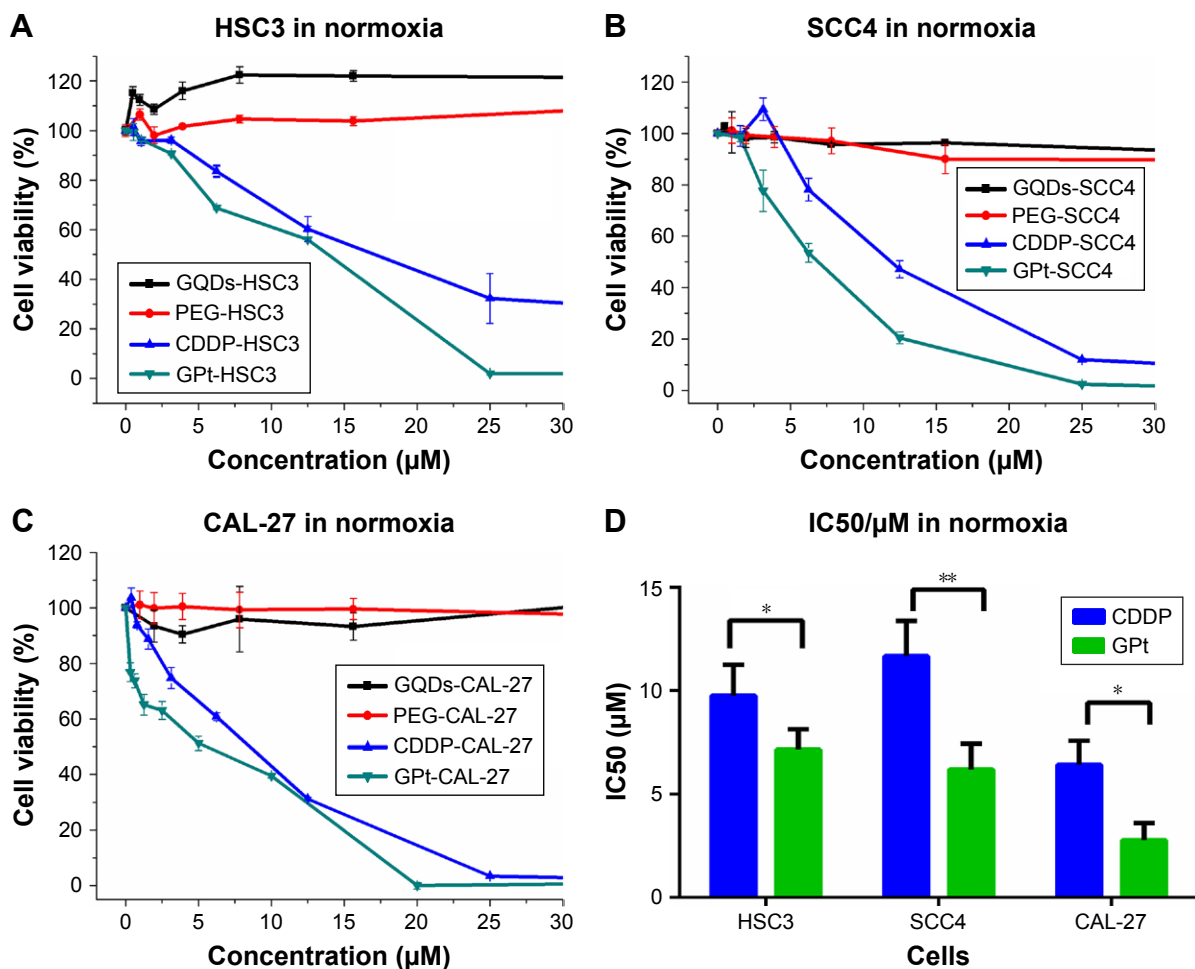 A
HSC3 in normoxia
Cell viability (%)
120
100
80
60
40
20
0
GQDs-HSC3
PEG-HSC3
CDDP-HSC3
GPt-HSC3
0 5 10 15 20 25 30
Concentration (µM)
B
SCC4 in normoxia
Cell viability (%)
120
100
80
60
40
20
0
GQDs-SCC4
PEG-SCC4
CDDP-SCC4
GPt-SCC4
0 5 10 15 20 25 30
Concentration (µM)
C
CAL-27 in normoxia
Cell viability (%)
120
100
80
60
40
20
0
GQDs-CAL-27
PEG-CAL-27
CDDP-CAL-27
GPt-CAL-27
0 5 10 15 20 25 30
Concentration (µM)
D
IC50/µM in normoxia
IC50 (µM)
15
10
5
0
* ** *
CDDP
GPt
HSC3 SCC4 CAL-27
Cells